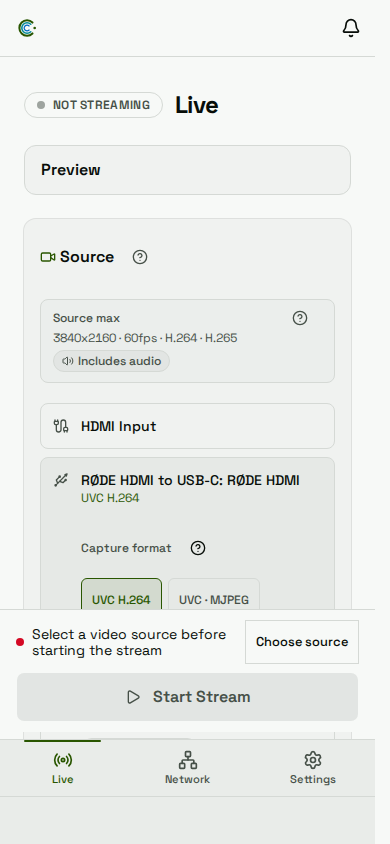 NOT STREAMING
Live
Preview
Source
Source max
3840x2160 · 60fps · H.264 · H.265
Includes audio
HDMI Input
RØDE HDMI to USB-C: RØDE HDMI
UVC H.264
Capture format
UVC H.264
UVC · MJPEG
Select a video source before
starting the stream
Choose source
Start Stream
Live
Network
Settings